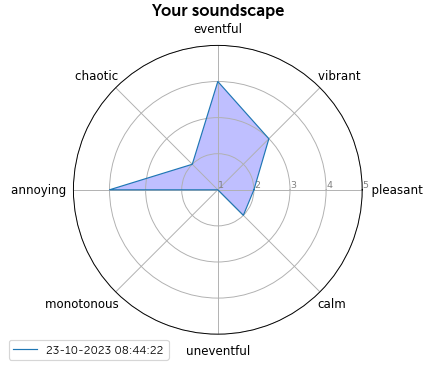 Your soundscape
eventful
chaotic
vibrant
annoying
1 2 3 4 5
pleasant
monotonous
calm
uneventful
23-10-2023 08:44:22